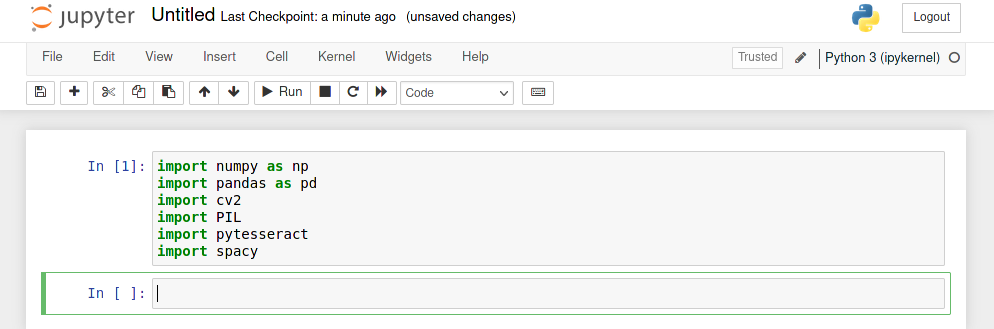 jupyter Untitled Last Checkpoint: a minute ago (unsaved changes) Logout
File Edit View Insert Cell Kernel Widgets Help Trusted Python 3 (ipykernel)
Run Code
In [1]: import numpy as np
import pandas as pd
import cv2
import PIL
import pytesseract
import spacy
In [ ]: